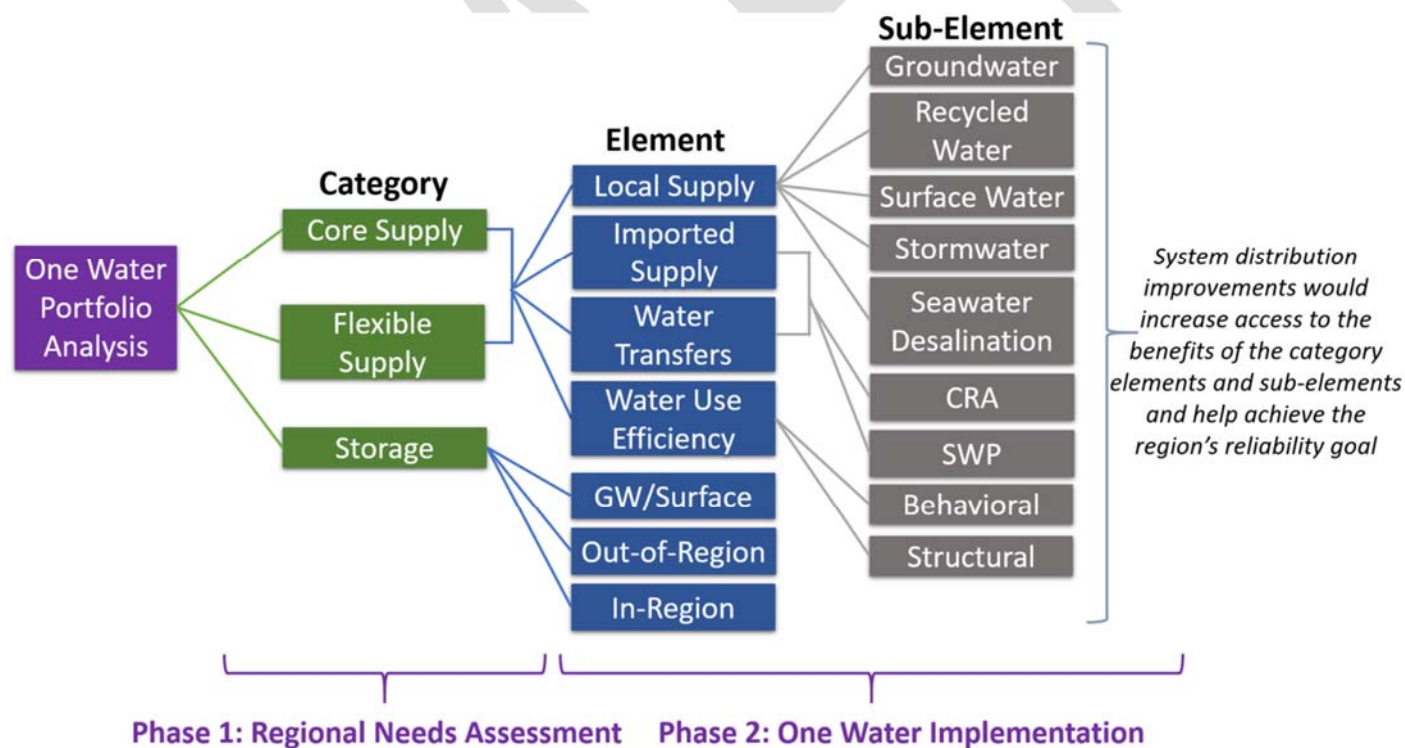 One Water
Portfolio
Analysis
Category
Core Supply
Flexible
Supply
Storage
Element
Local Supply
Imported
Supply
Water
Transfers
Water Use
Efficiency
GW/Surface
Out-of-Region
In-Region
Sub-Element
Groundwater
Recycled
Water
Surface Water
Stormwater
Seawater
Desalination
CRA
SWP
Behavioral
Structural
System distribution
improvements would
increase access to the
benefits of the category
elements and sub-elements
and help achieve the
region's reliability goal
Phase 1: Regional Needs Assessment
Phase 2: One Water Implementation